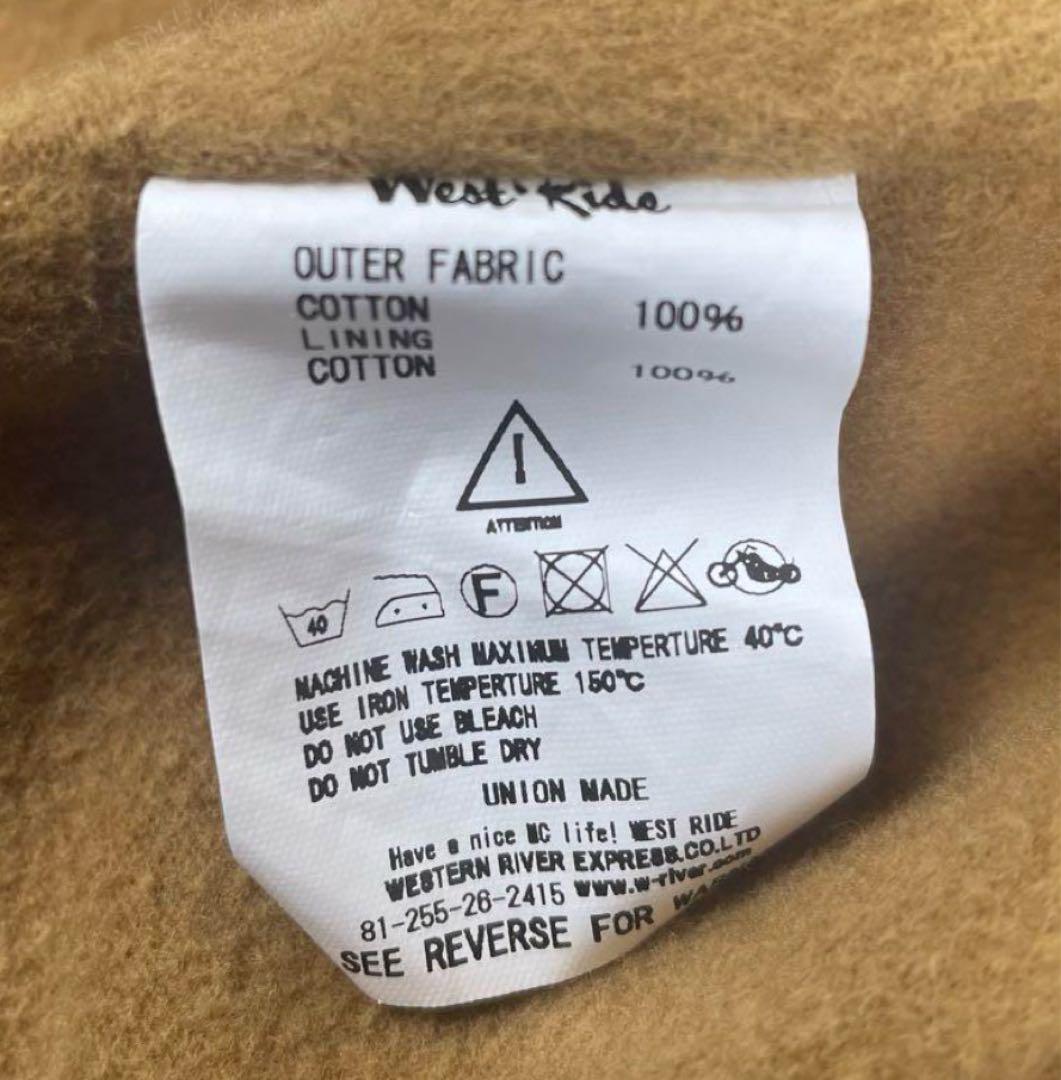 West Ride
OUTER FABRIC
COTTON 100%
LINING
COTTON 100%
ATTENTION
40 F
MACHINE WASH MAXIMUM TEMPERTURE 40°C
USE IRON TEMPERTURE 150°C
DO NOT USE BLEACH
DO NOT TUMBLE DRY
UNION MADE
Have a nice MC life! WEST RIDE
WESTERN RIVER EXPRESS.CO.LTD
81-255-26-2415 www.w-river.com
SEE REVERSE FOR